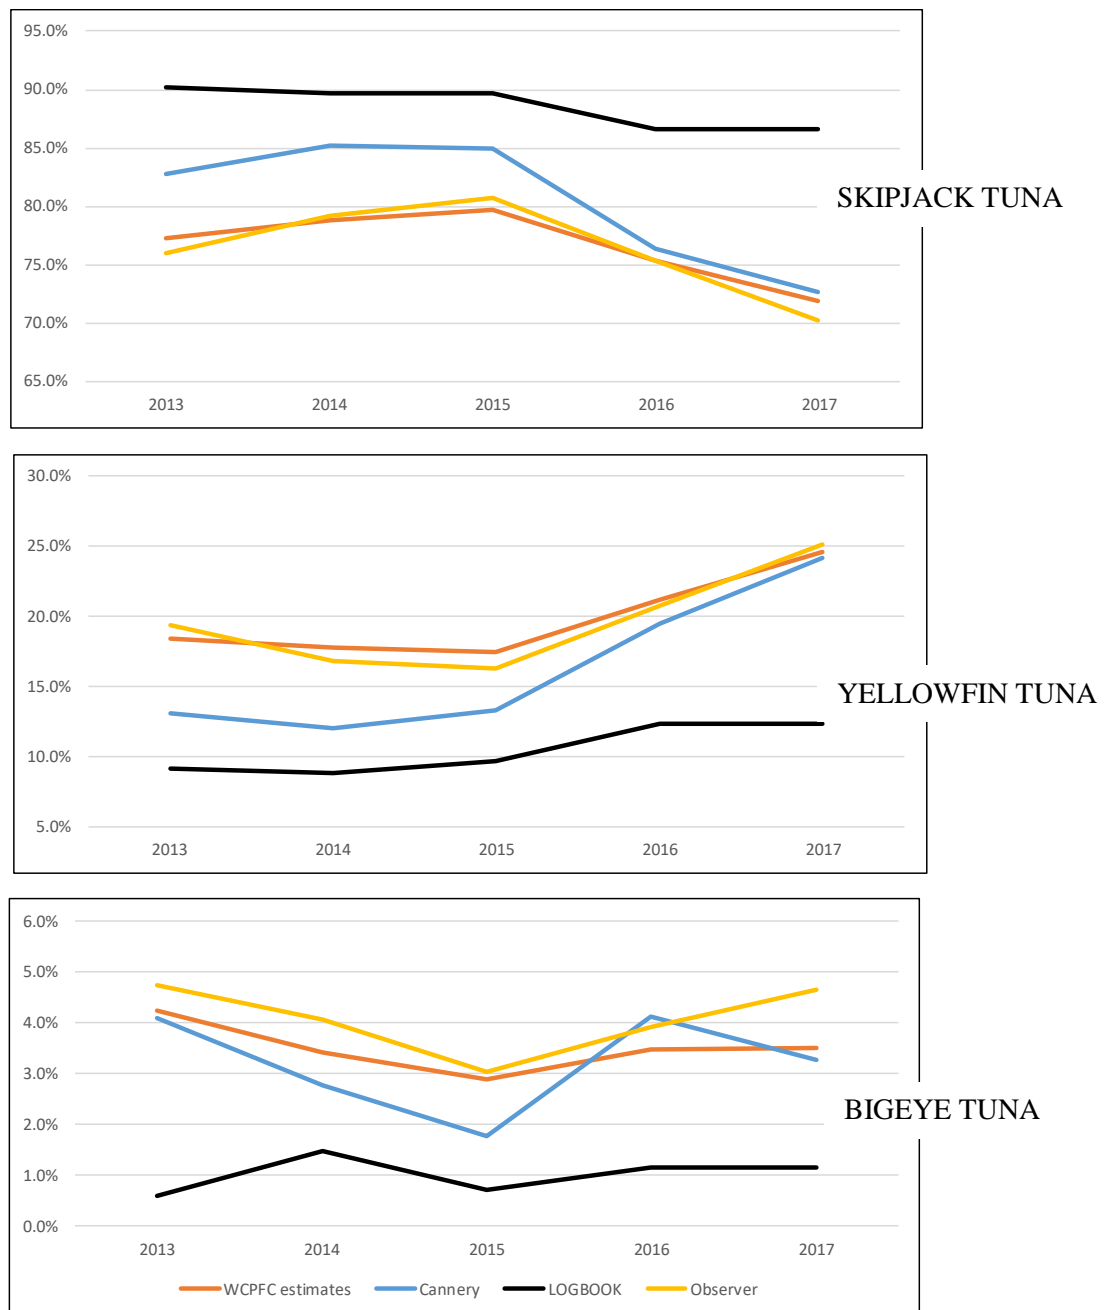 95.0%
90.0%
85.0%
80.0%
75.0%
70.0%
65.0%
2013 2014 2015 2016 2017
SKIPJACK TUNA
30.0%
25.0%
20.0%
15.0%
10.0%
5.0%
2013 2014 2015 2016 2017
YELLOWFIN TUNA
6.0%
5.0%
4.0%
3.0%
2.0%
1.0%
0.0%
2013 2014 2015 2016 2017
BIGEYE TUNA
WCPFC estimates Cannery LOGBOOK Observer